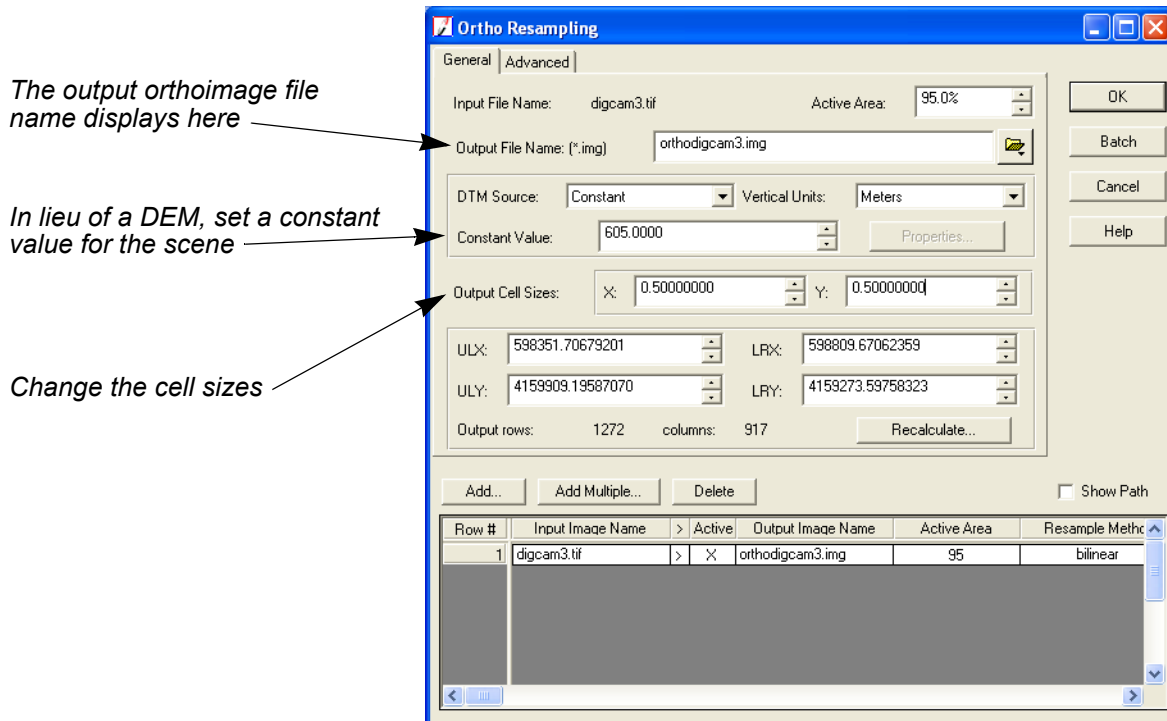 Ortho Resampling
General Advanced
The output orthoimage file
name displays here
Input File Name: digcam3.tif Active Area: 95.0%
OK
Output File Name: (*.img) orthodigcam3.img
Batch
In lieu of a DEM, set a constant
value for the scene
DTM Source: Constant Vertical Units: Meters
Cancel
Constant Value: 605.0000 Properties...
Help
Output Cell Sizes: X: 0.50000000 Y: 0.50000000
Change the cell sizes
ULX: 598351.70679201 LRX: 598809.67062359
ULY: 4159909.19587070 LRY: 4159273.59758323
Output rows: 1272 columns: 917 Recalculate...
Add... Add Multiple... Delete Show Path
Row # Input Image Name > Active Output Image Name Active Area Resample Metho
1 digcam3.tif > X orthodigcam3.img 95 bilinear